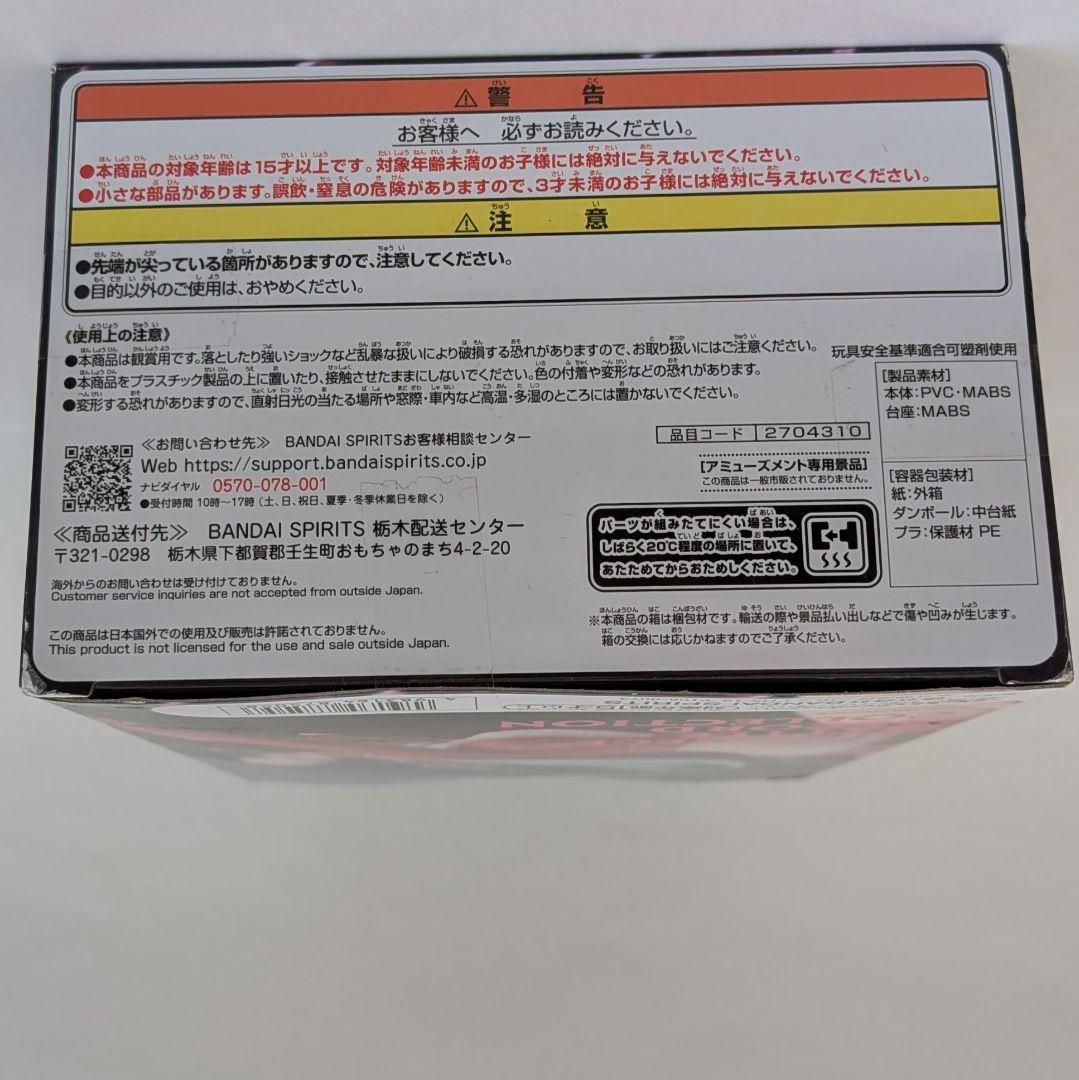 ⚠警告
お客様へ 必ずお読みください。
●本商品の対象年齢は15才以上です。対象年齢未満のお子様には絶対に与えないでください。
●小さな部品があります。誤飲・窒息の危険がありますので、3才未満のお子様には絶対に与えないでください。
⚠注意
●先端が尖っている箇所がありますので、注意してください。
●目的以外のご使用は、おやめください。
《使用上の注意》
●本商品は観賞用です。落としたり強いショックなど乱暴な扱いにより破損する恐れがありますので、お取り扱いにはご注意ください。
●本商品をプラスチック製品の上に置いたり、接触させたままにしないでください。色の付着や変形などの恐れがあります。
●変形する恐れがありますので、直射日光の当たる場所や窓際・車内など高温・多湿のところには置かないでください。
玩具安全基準適合可塑剤使用
[製品素材]
本体:PVC・MABS
台座:MABS
≪お問い合わせ先≫ BANDAI SPIRITSお客様相談センター
Web https://support.bandaispirits.co.jp
ナビダイヤル 0570-078-001
●受付時間 10時〜17時(土、日、祝日、夏季・冬季休業日を除く)
≪商品送付先≫ BANDAI SPIRITS 栃木配送センター
〒321-0298 栃木県下都賀郡壬生町おもちゃのまち4-2-20
品目コード 2704310
[アミューズメント専用景品]
この商品は一般市販されておりません。
[容器包装材]
紙:外箱
ダンボール:中台紙
プラ:保護材 PE
パーツが組みたてにくい場合は、
しばらく20℃程度の場所に置いて、
あたためてからおためしください。
海外からのお問い合わせは受け付けておりません。
Customer service inquiries are not accepted from outside Japan.
この商品は日本国外での使用及び販売は許諾されておりません。
This product is not licensed for the use and sale outside Japan.
※本商品の箱は梱包材です。輸送の際や景品払い出しなどで傷や凹みが生じます。
箱の交換には応じかねますのでご了承ください。